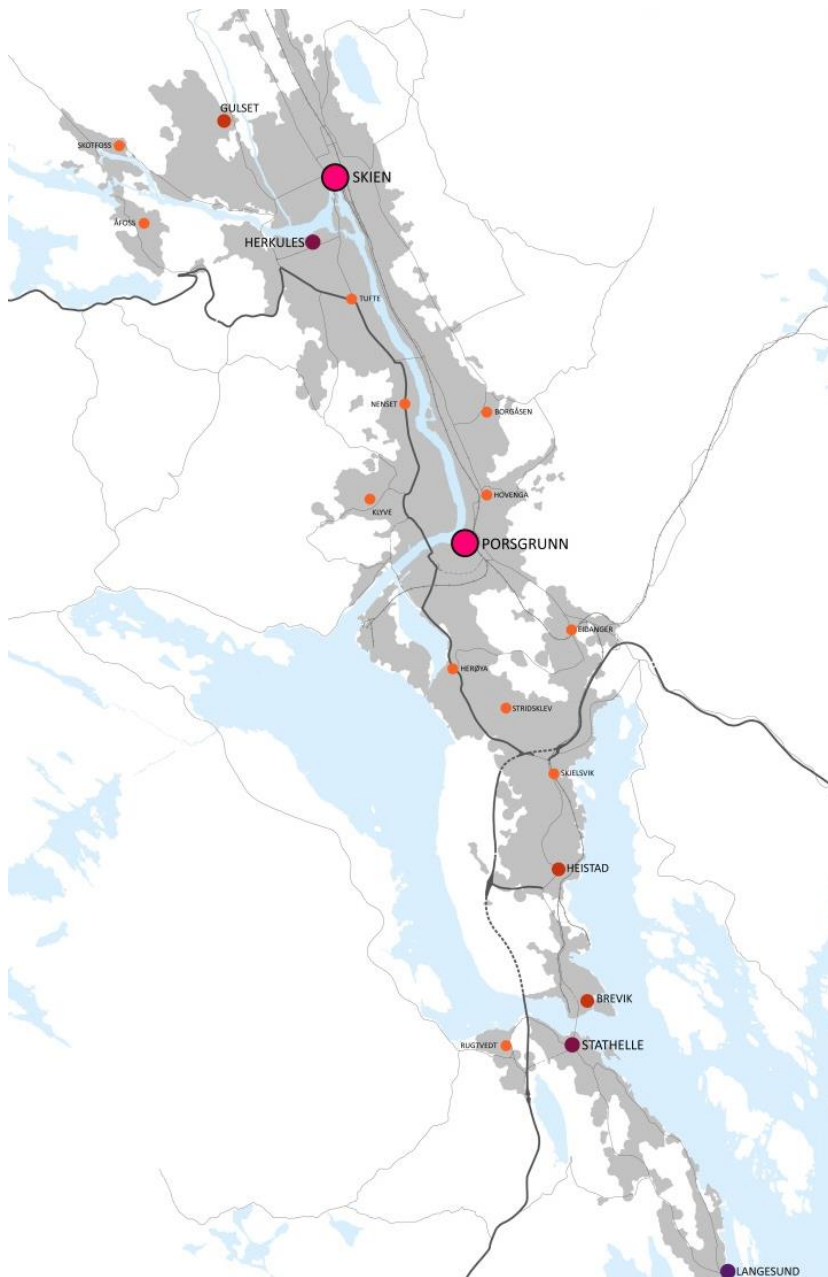 GULSET
SKOTFOSS
SKIEN
ÅFOSS
HERKULES
TUFTE
NENSET
BORGÅSEN
HOVENGA
KLYVE
PORSGRUNN
EIDANGER
HERØYA
STRIDSKLEV
SKJELSVIK
HEISTAD
BREVIK
RUGTVEDT
STATHELLE
LANGESUND